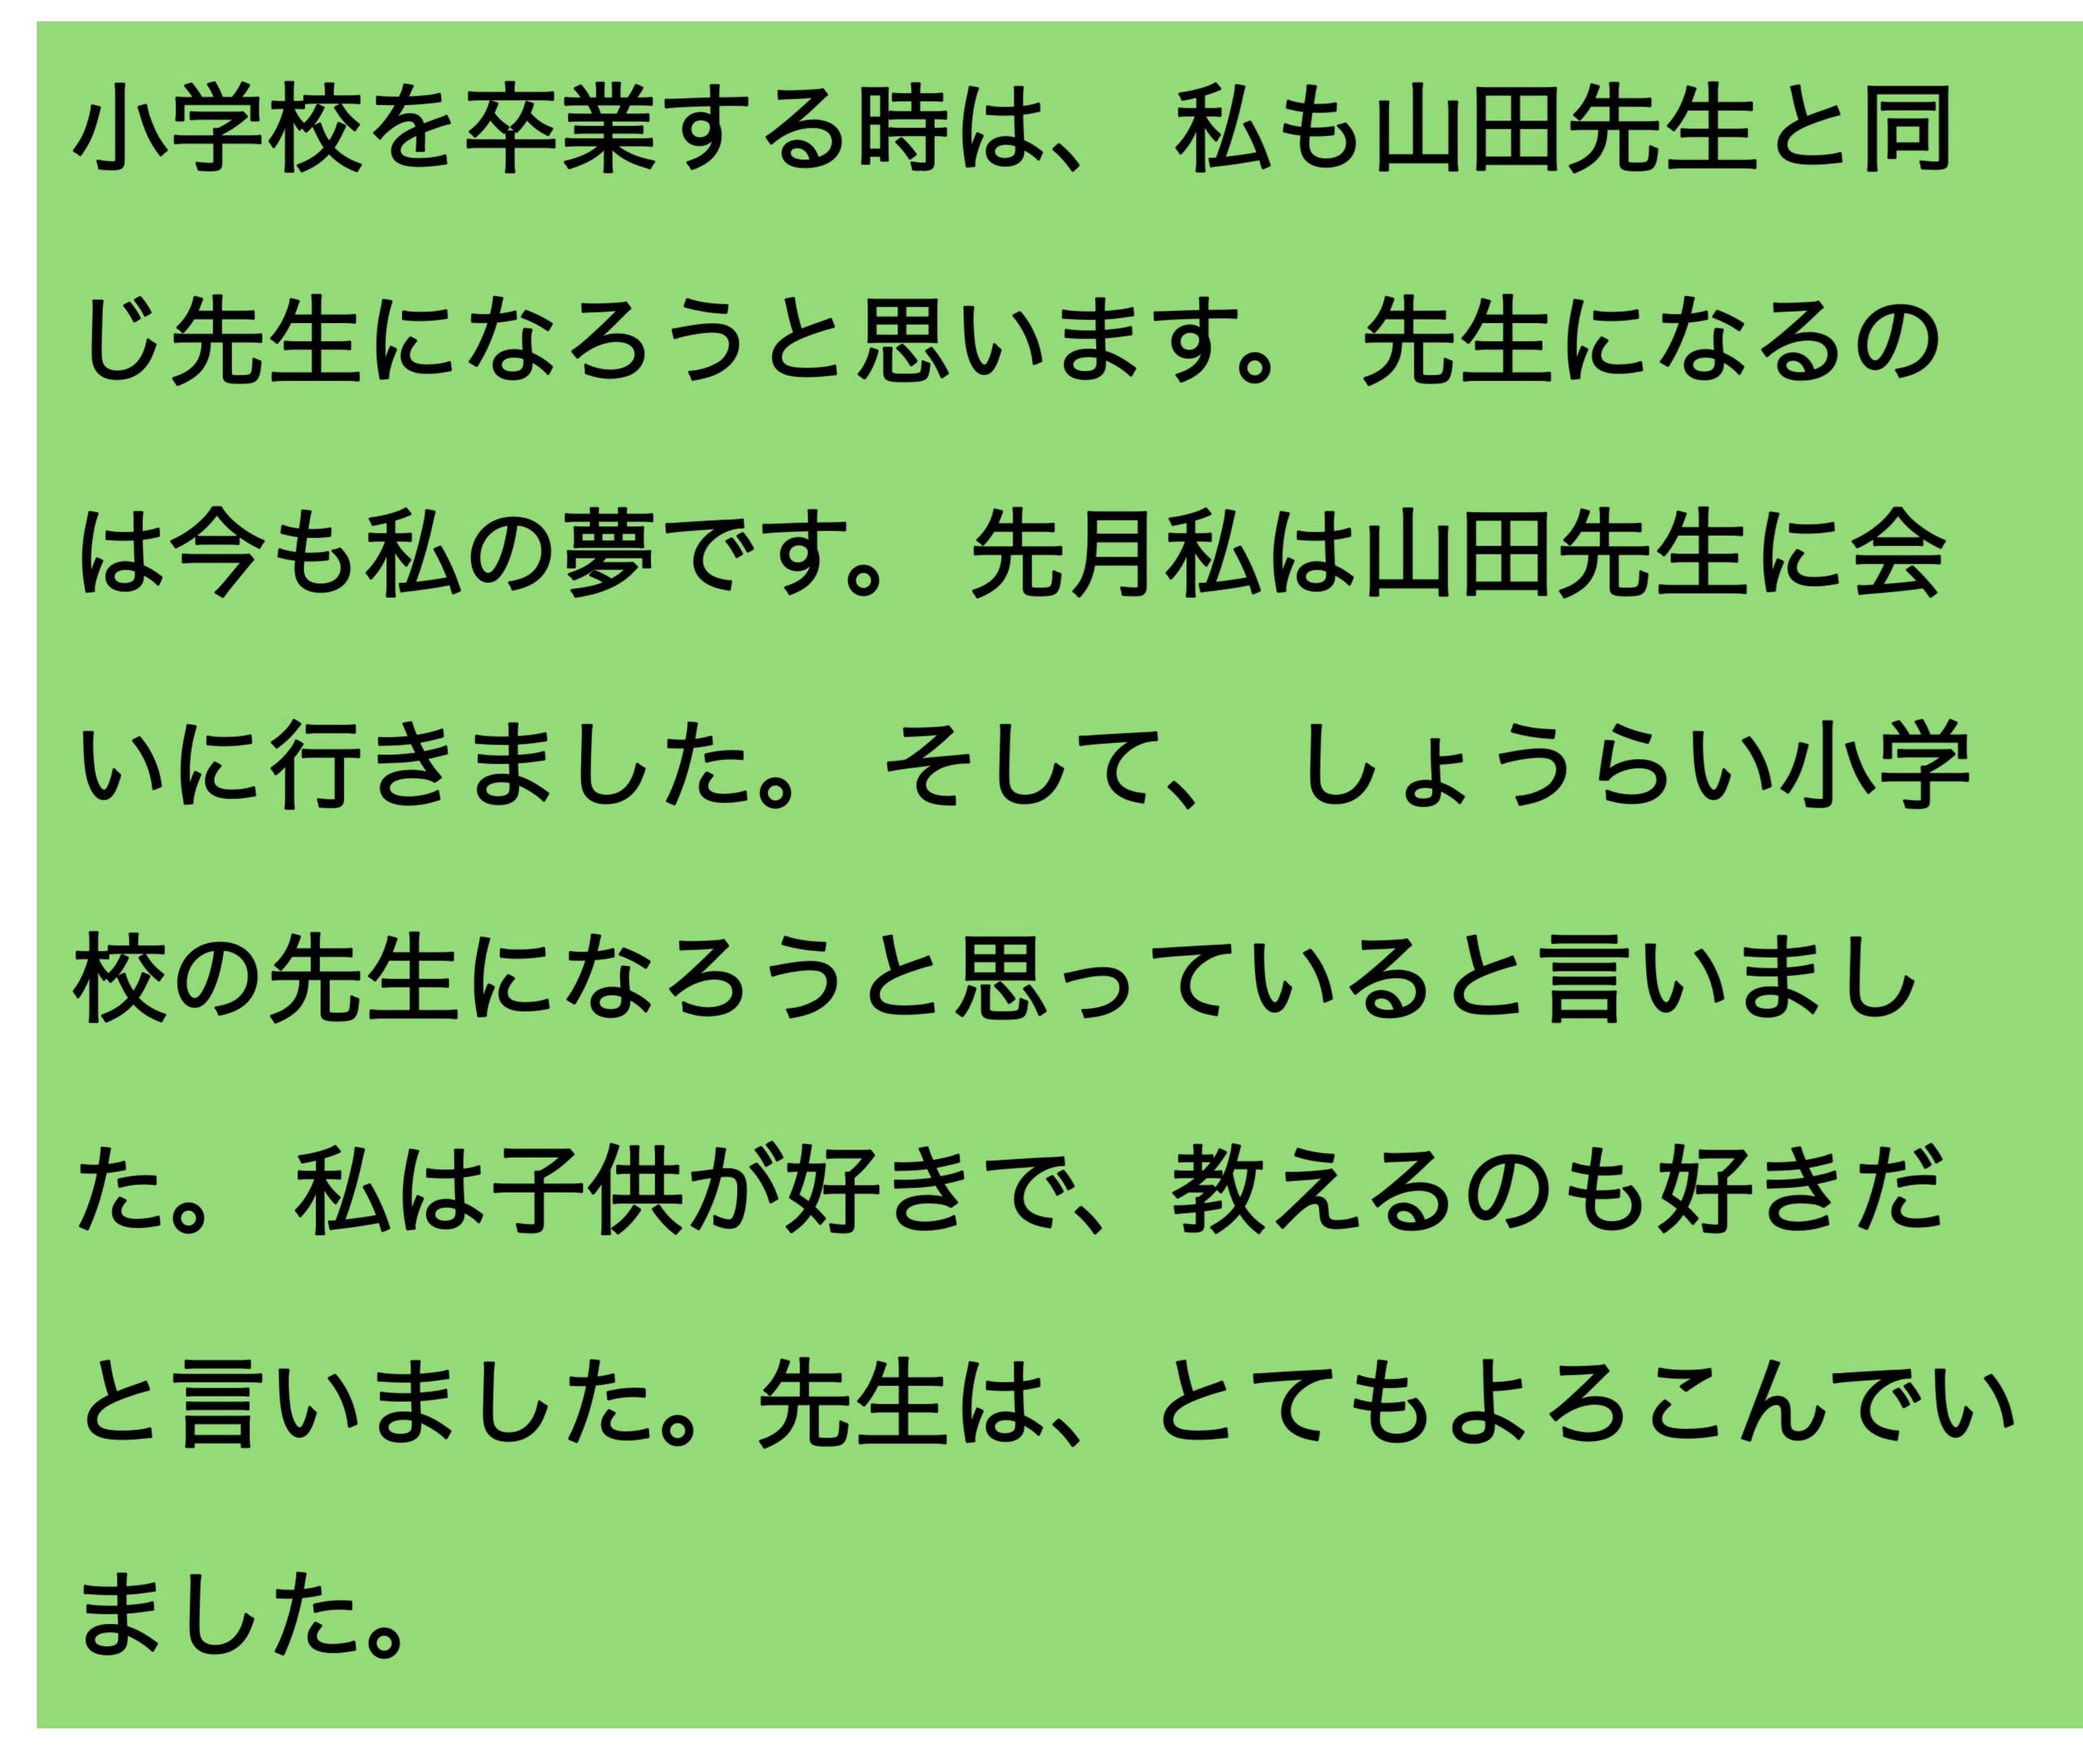 小学校を卒業する時は、 私も山田先生と同
じ先生になろうと思います。 先生になるの
は今も私の夢です。 先月私は山田先生に会
いに行きました。 そして、 しょうらい小学
校の先生になろうと思っていると言いまし
た。 私は子供が好きで、教えるのも好きだ
と言いました。先生は、とてもよろこんでい
ました。